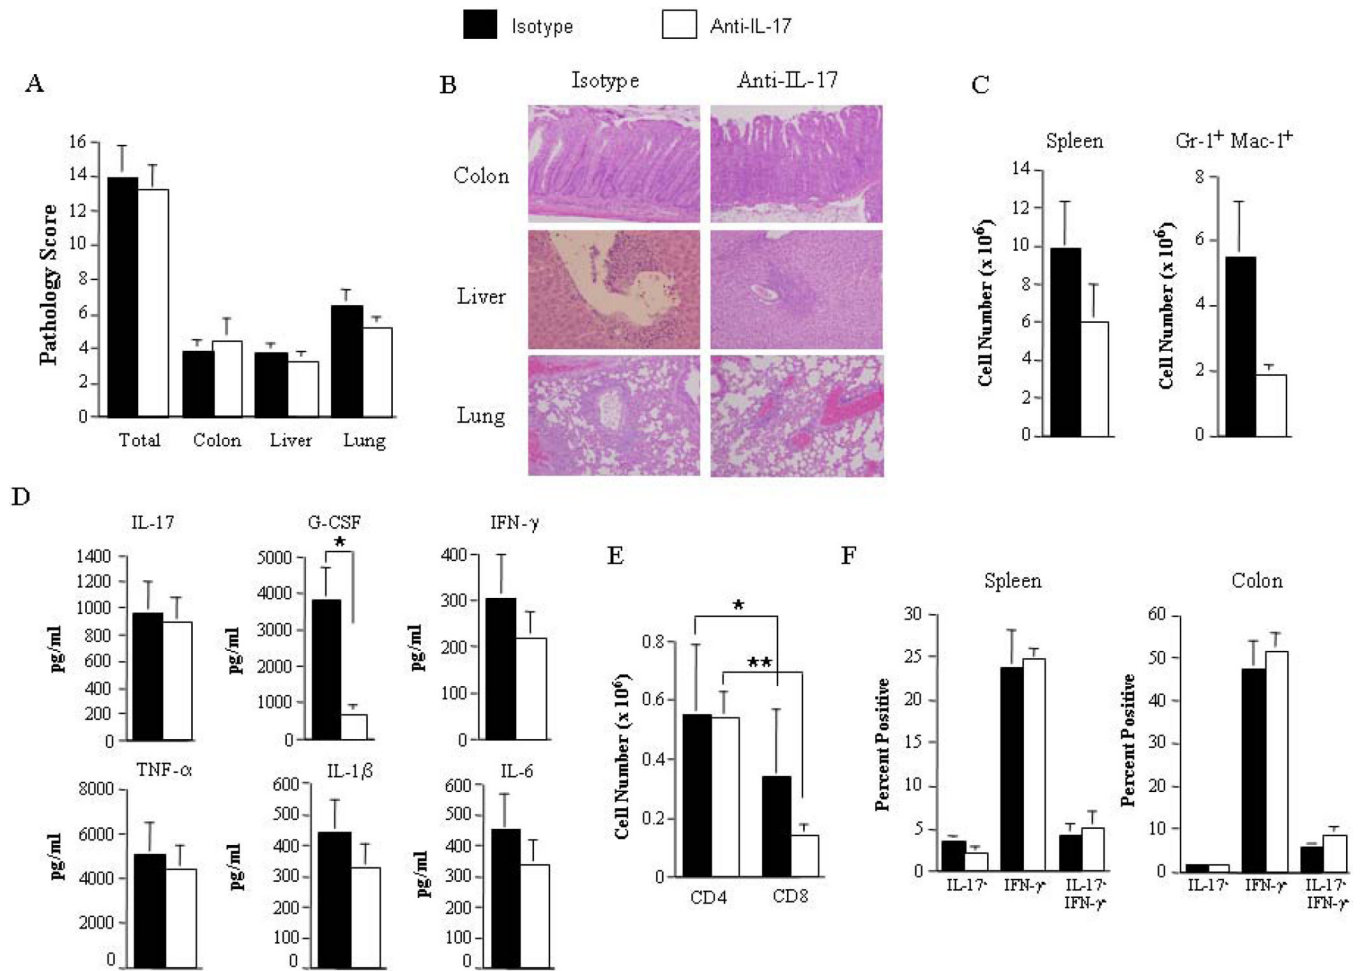 Isotype Anti-IL-17
A
Pathology Score
16
14
12
10
8
6
4
2
0
Total Colon Liver Lung
B
Isotype Anti-IL-17
Colon
Liver
Lung
C
Spleen
Cell Number (x 10⁶)
14
12
10
8
6
4
2
0
Gr-1⁺ Mac-1⁺
Cell Number (x 10⁶)
8
6
4
2
0
D
IL-17
pg/ml
1400
1200
1000
800
600
400
200
0
G-CSF
pg/ml
5000
4000
3000
2000
1000
0
*
IFN-γ
pg/ml
400
300
200
100
0
TNF-α
pg/ml
8000
6000
4000
2000
0
IL-1β
pg/ml
600
500
400
300
200
100
0
IL-6
pg/ml
600
500
400
300
200
100
0
E
Cell Number (x 10⁶)
0.8
0.6
0.4
0.2
0
*
**
CD4 CD8
F
Spleen
Percent Positive
30
25
20
15
10
5
0
IL-17⁺ IFN-γ⁺ IL-17⁺
IFN-γ⁺
Colon
Percent Positive
60
50
40
30
20
10
0
IL-17⁺ IFN-γ⁺ IL-17⁺
IFN-γ⁺